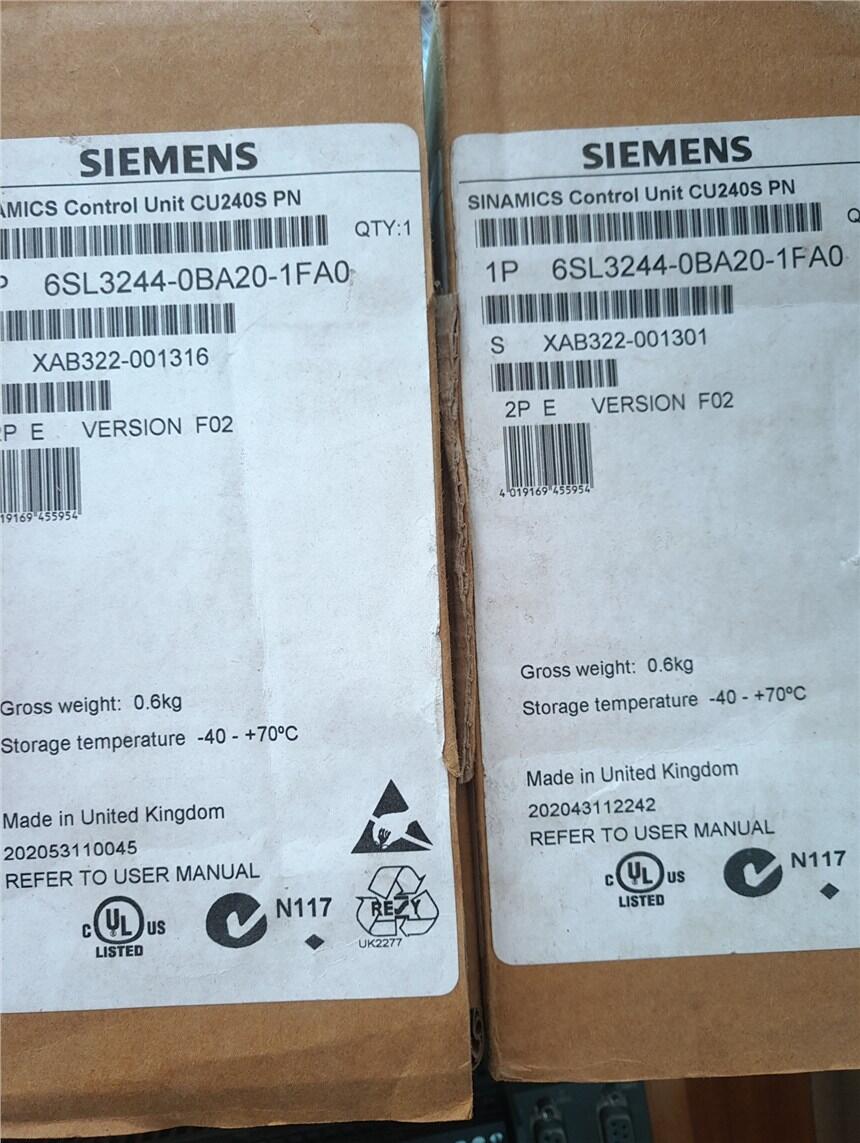 SIEMENS
AMICS Control Unit CU240S PN
QTY:1
P 6SL3244-0BA20-1FA0
XAB322-001316
2P E VERSION F02
19169 455954
Gross weight: 0.6kg
Storage temperature -40 - +70ºC
Made in United Kingdom
202053110045
REFER TO USER MANUAL
C UL US
LISTED
N117
RESY
UK2277
SIEMENS
SINAMICS Control Unit CU240S PN
Q
1P 6SL3244-0BA20-1FA0
S XAB322-001301
2P E VERSION F02
4 019169 455954
Gross weight: 0.6kg
Storage temperature -40 - +70ºC
Made in United Kingdom
202043112242
REFER TO USER MANUAL
C UL US
LISTED
N117